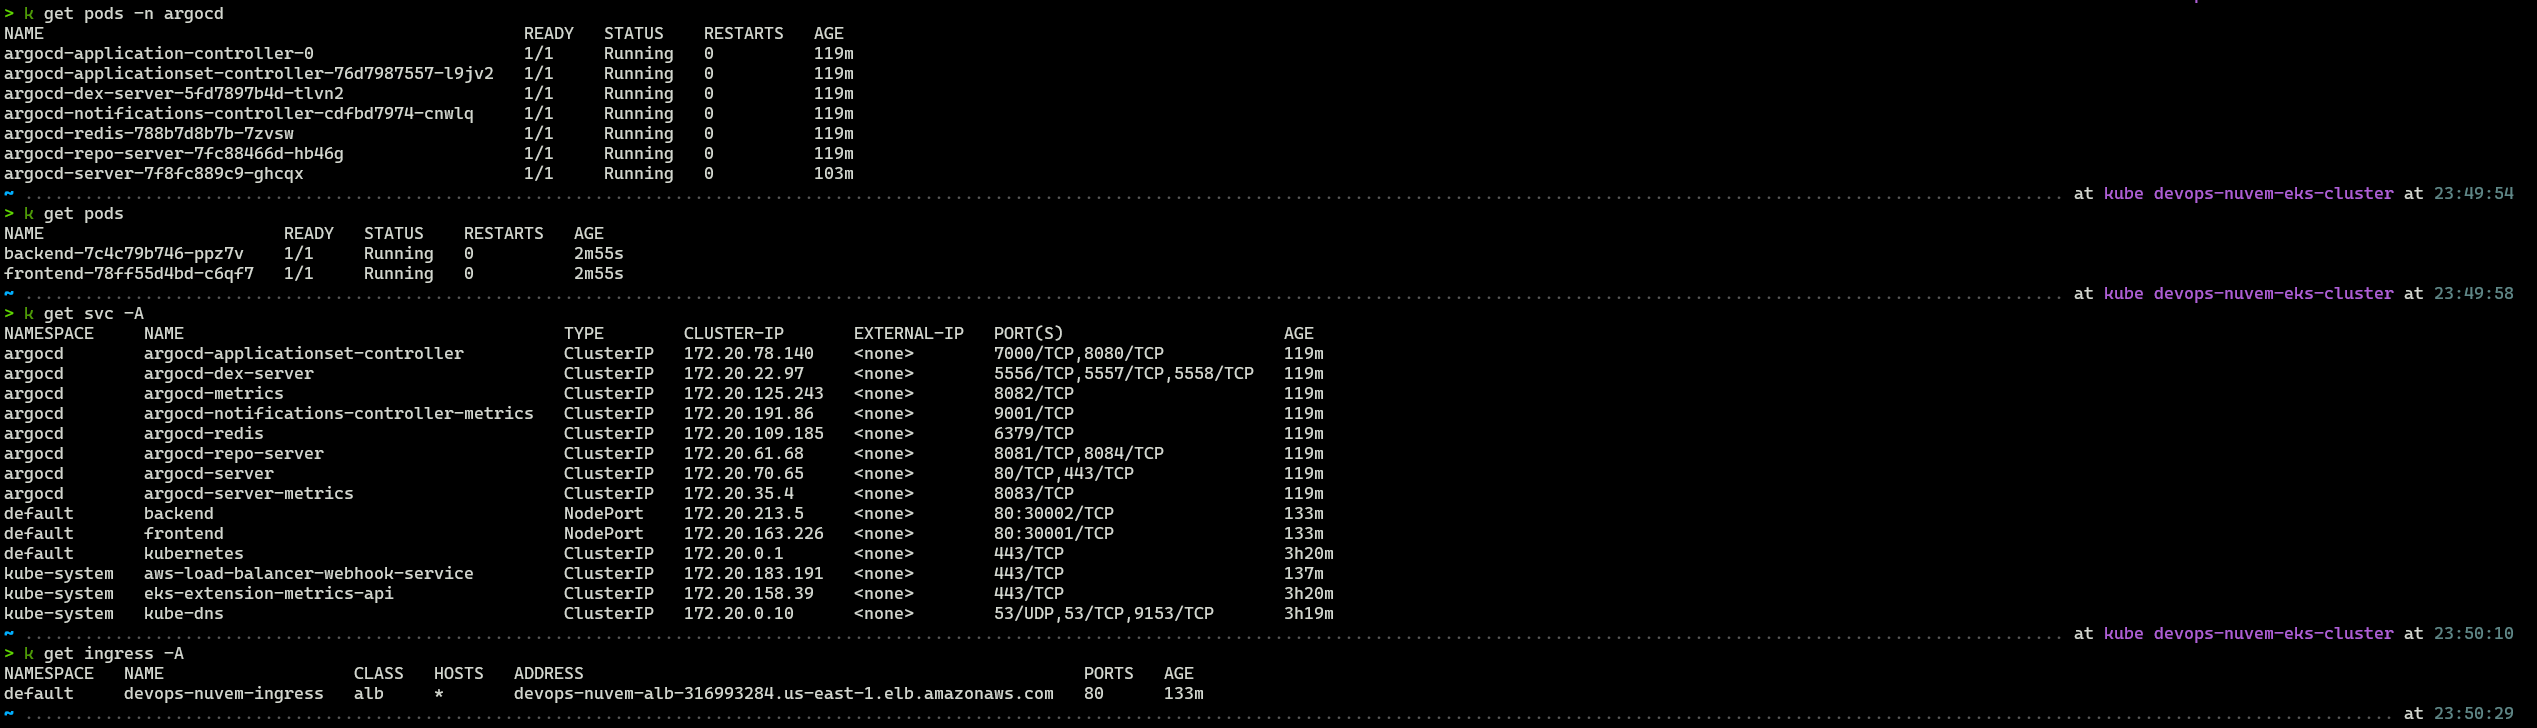 > k get pods -n argocd
NAME                                                READY   STATUS    RESTARTS   AGE
argocd-application-controller-0                     1/1     Running   0          119m
argocd-applicationset-controller-76d7987557-l9jv2   1/1     Running   0          119m
argocd-dex-server-5fd7897b4d-tlvn2                  1/1     Running   0          119m
argocd-notifications-controller-cdfbd7974-cnwlq     1/1     Running   0          119m
argocd-redis-788b7d8b7b-7zvsw                       1/1     Running   0          119m
argocd-repo-server-7fc88466d-hb46g                  1/1     Running   0          119m
argocd-server-7f8fc889c9-ghcqx                      1/1     Running   0          103m
~ at kube devops-nuvem-eks-cluster at 23:49:54
> k get pods
NAME                        READY   STATUS    RESTARTS   AGE
backend-7c4c79b746-ppz7v    1/1     Running   0          2m55s
frontend-78ff55d4bd-c6qf7   1/1     Running   0          2m55s
~ at kube devops-nuvem-eks-cluster at 23:49:58
> k get svc -A
NAMESPACE     NAME                                      TYPE        CLUSTER-IP       EXTERNAL-IP   PORT(S)                      AGE
argocd        argocd-applicationset-controller          ClusterIP   172.20.78.140    <none>        7000/TCP,8080/TCP            119m
argocd        argocd-dex-server                         ClusterIP   172.20.22.97     <none>        5556/TCP,5557/TCP,5558/TCP   119m
argocd        argocd-metrics                            ClusterIP   172.20.125.243   <none>        8082/TCP                     119m
argocd        argocd-notifications-controller-metrics   ClusterIP   172.20.191.86    <none>        9001/TCP                     119m
argocd        argocd-redis                              ClusterIP   172.20.109.185   <none>        6379/TCP                     119m
argocd        argocd-repo-server                        ClusterIP   172.20.61.68     <none>        8081/TCP,8084/TCP            119m
argocd        argocd-server                             ClusterIP   172.20.70.65     <none>        80/TCP,443/TCP               119m
argocd        argocd-server-metrics                     ClusterIP   172.20.35.4      <none>        8083/TCP                     119m
default       backend                                   NodePort    172.20.213.5     <none>        80:30002/TCP                 133m
default       frontend                                  NodePort    172.20.163.226   <none>        80:30001/TCP                 133m
default       kubernetes                                ClusterIP   172.20.0.1       <none>        443/TCP                      3h20m
kube-system   aws-load-balancer-webhook-service         ClusterIP   172.20.183.191   <none>        443/TCP                      137m
kube-system   eks-extension-metrics-api                 ClusterIP   172.20.158.39    <none>        443/TCP                      3h20m
kube-system   kube-dns                                  ClusterIP   172.20.0.10      <none>        53/UDP,53/TCP,9153/TCP       3h19m
~ at kube devops-nuvem-eks-cluster at 23:50:10
> k get ingress -A
NAMESPACE   NAME                   CLASS   HOSTS   ADDRESS                                                  PORTS   AGE
default     devops-nuvem-ingress   alb     *       devops-nuvem-alb-316993284.us-east-1.elb.amazonaws.com   80      133m
~ at 23:50:29